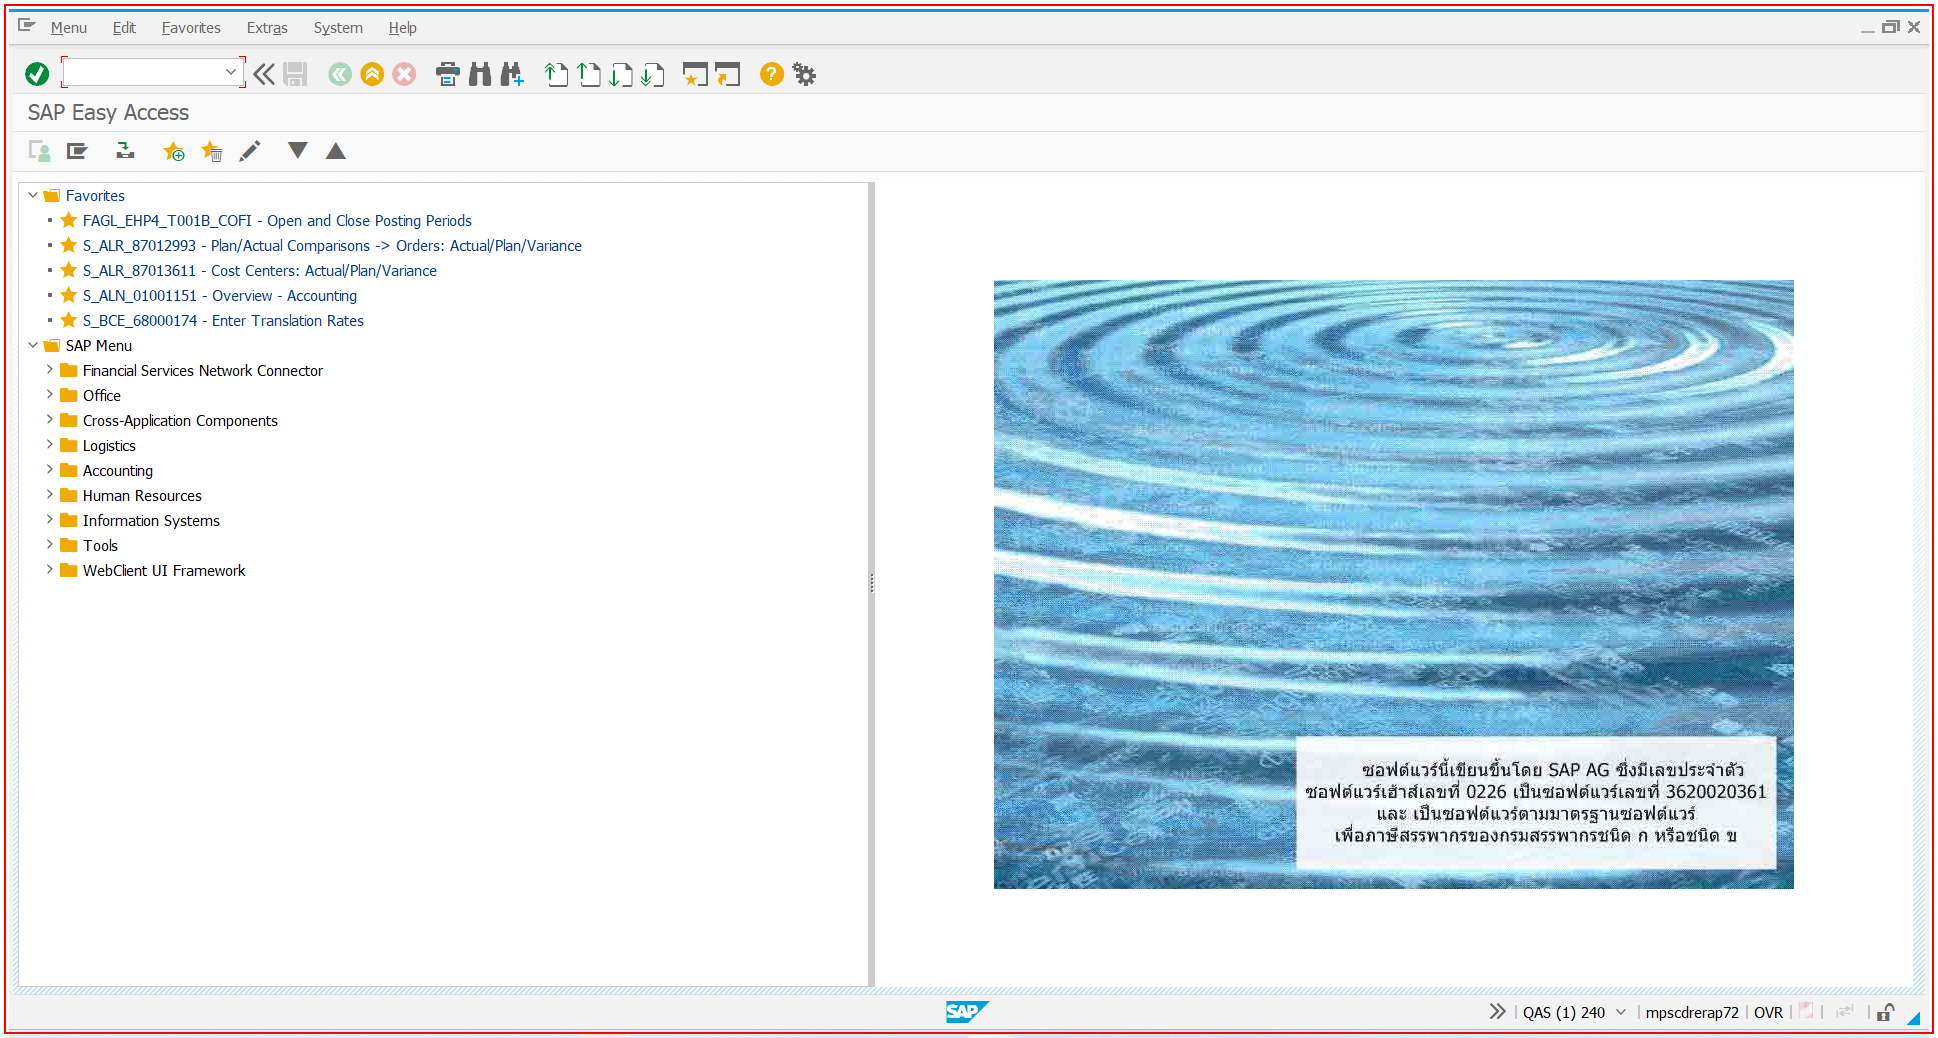 Menu Edit Favorites Extras System Help
SAP Easy Access
Favorites
FAGL_EHP4_T001B_COFI - Open and Close Posting Periods
S_ALR_87012993 - Plan/Actual Comparisons -> Orders: Actual/Plan/Variance
S_ALR_87013611 - Cost Centers: Actual/Plan/Variance
S_ALN_01001151 - Overview - Accounting
S_BCE_68000174 - Enter Translation Rates
SAP Menu
Financial Services Network Connector
Office
Cross-Application Components
Logistics
Accounting
Human Resources
Information Systems
Tools
WebClient UI Framework
ซอฟต์แวร์นี้เขียนขึ้นโดย SAP AG ซึ่งมีเลขประจำตัว
ซอฟต์แวร์เฮ้าส์เลขที่ 0226 เป็นซอฟต์แวร์เลขที่ 3620020361
และ เป็นซอฟต์แวร์ตามมาตรฐานซอฟต์แวร์
เพื่อภาษีสรรพากรของกรมสรรพากรชนิด ก หรือชนิด ข
SAP
QAS (1) 240 mpscdrerap72 OVR